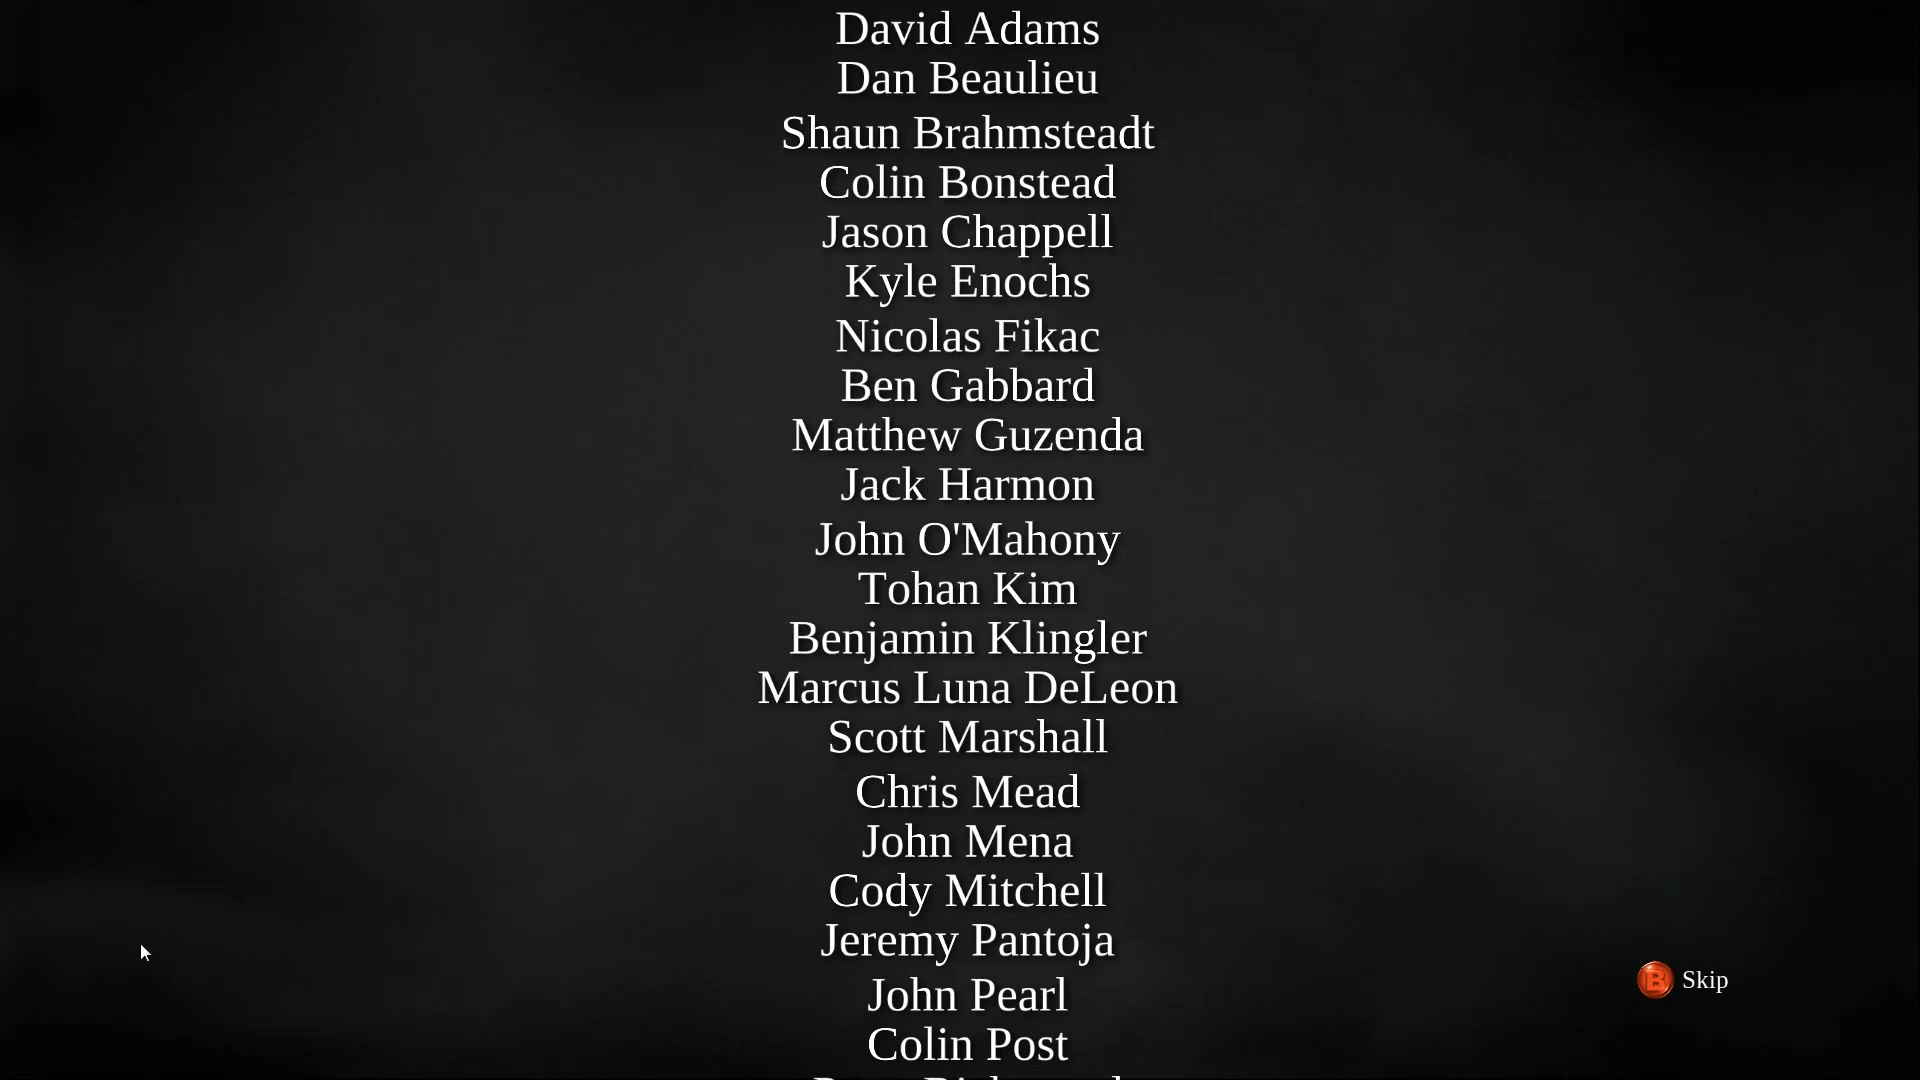 David Adams
Dan Beaulieu
Shaun Brahmsteadt
Colin Bonstead
Jason Chappell
Kyle Enochs
Nicolas Fikac
Ben Gabbard
Matthew Guzenda
Jack Harmon
John O'Mahony
Tohan Kim
Benjamin Klingler
Marcus Luna DeLeon
Scott Marshall
Chris Mead
John Mena
Cody Mitchell
Jeremy Pantoja
B Skip
John Pearl
Colin Post